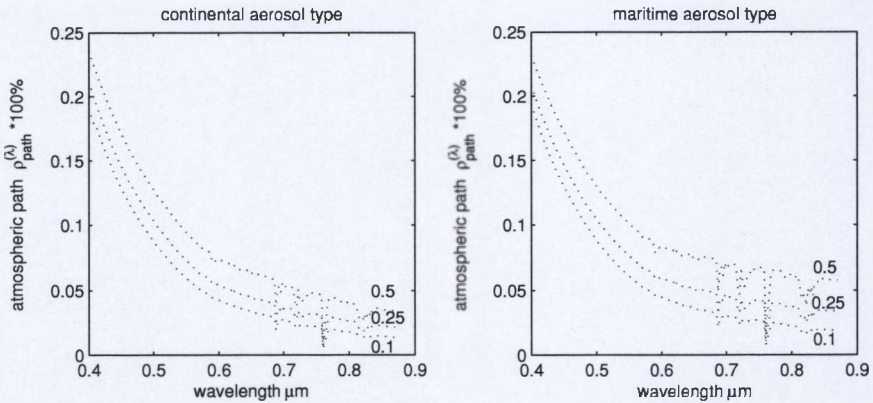 continental aerosol type
0.25
0.2
0.15
0.1
0.05
0
atmospheric path ρ(λ)path *100%
0.5
0.25
0.1
0.4 0.5 0.6 0.7 0.8 0.9
wavelength μm
maritime aerosol type
0.25
0.2
0.15
0.1
0.05
0
atmospheric path ρ(λ)path *100%
0.5
0.25
0.1
0.4 0.5 0.6 0.7 0.8 0.9
wavelength μm